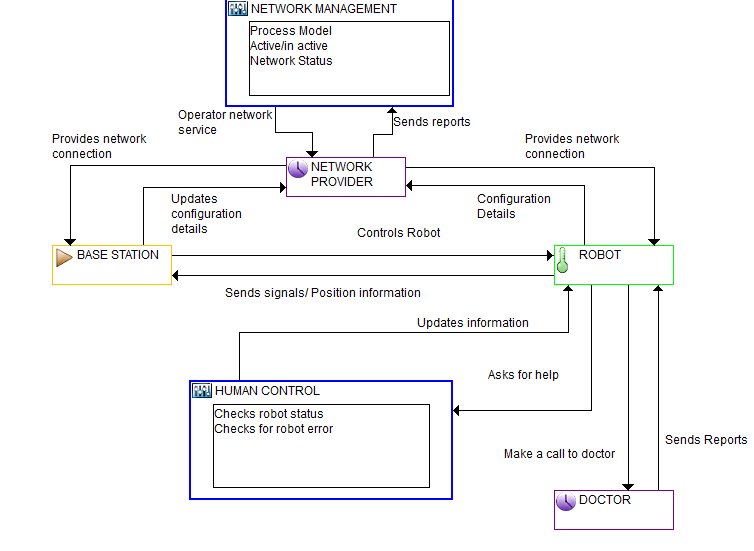 NETWORK MANAGEMENT
Process Model
Active/in active
Network Status
Operator network
service
Sends reports
Provides network
connection
Provides network
connection
NETWORK
PROVIDER
Updates
configuration
details
Configuration
Details
Controls Robot
BASE STATION
ROBOT
Sends signals/ Position information
Updates information
Asks for help
HUMAN CONTROL
Checks robot status
Checks for robot error
Make a call to doctor
Sends Reports
DOCTOR